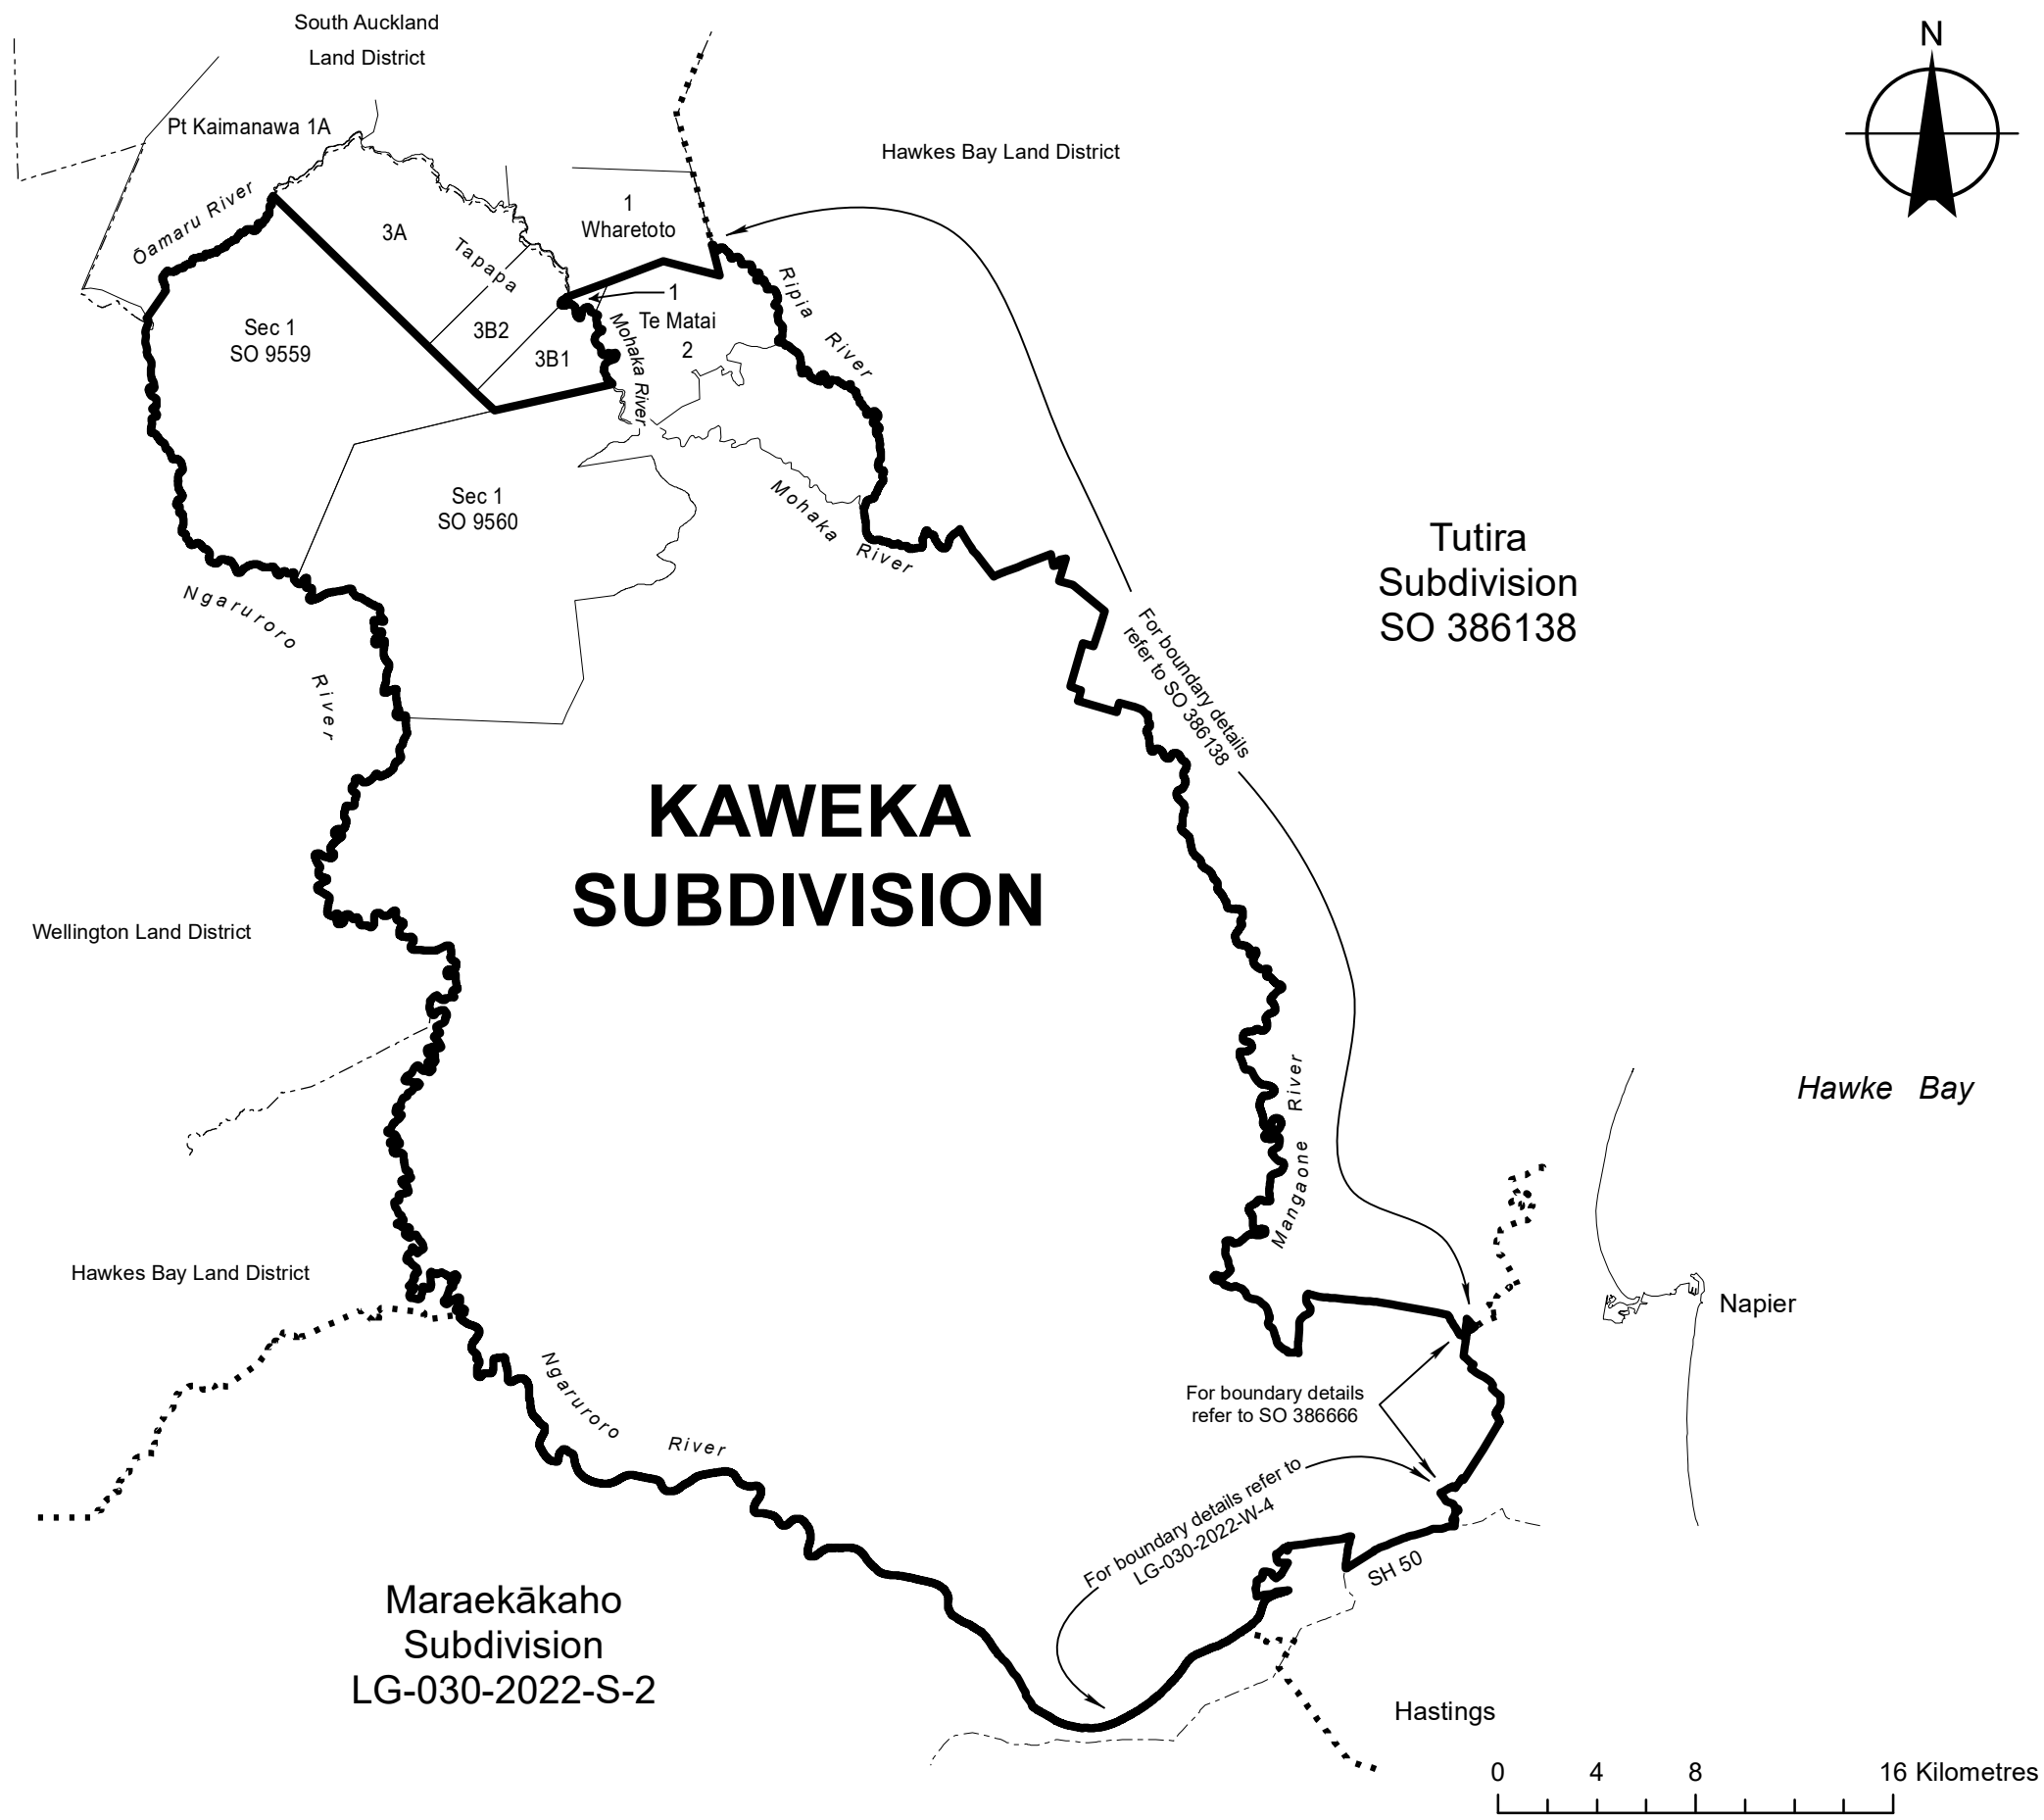 South Auckland
Land District
N
Pt Kaimanawa 1A
Hawkes Bay Land District
Ōamaru River
1
Wharetoto
3A
Tapapa
Ripia River
1
Te Matai
2
Sec 1
SO 9559
3B2
3B1
Mohaka River
Sec 1
SO 9560
Mohaka River
Tutira
Subdivision
SO 386138
Ngaruroro River
For boundary details
refer to SO 386138
KAWEKA
SUBDIVISION
Wellington Land District
Mangaone River
Hawke Bay
Hawkes Bay Land District
Napier
Ngaruroro River
For boundary details
refer to SO 386666
For boundary details refer to
LG-030-2022-W-4
SH 50
Maraekākaho
Subdivision
LG-030-2022-S-2
Hastings
0 4 8 16 Kilometres